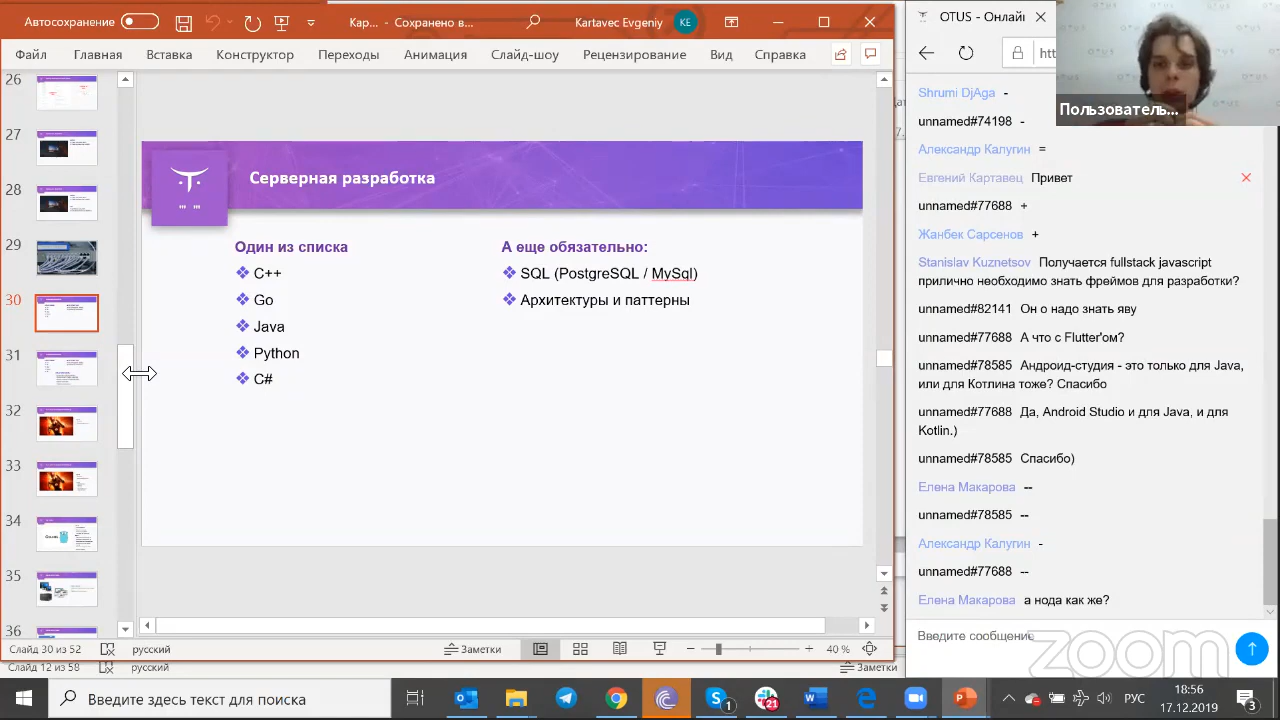 Автосохранение
Кар... - Сохранено в...
Kartavec Evgeniy
KE
Файл
Главная
Вставка
Конструктор
Переходы
Анимация
Слайд-шоу
Рецензирование
Вид
Справка
26
27
28
29
30
31
32
33
34
35
36
Серверная разработка
Один из списка
C++
Go
Java
Python
C#
А еще обязательно:
SQL (PostgreSQL / MySql)
Архитектуры и паттерны
Слайд 30 из 52
русский
Заметки
40 %
Слайд 12 из 58
русский
Заметки
OTUS - Онлай
Пользователь...
Shrumi DjAga -
unnamed#74198 -
Александр Калугин =
Евгений Картавец Привет
unnamed#77688 +
Жанбек Сарсенов +
Stanislav Kuznetsov Получается fullstack javascript
прилично необходимо знать фреймов для разработки?
unnamed#82141 Он о надо знать яву
unnamed#77688 А что с Flutter'ом?
unnamed#78585 Андроид-студия - это только для Java,
или для Котлина тоже? Спасибо
unnamed#77688 Да, Android Studio и для Java, и для
Kotlin.)
unnamed#78585 Спасибо)
Елена Макарова --
unnamed#78585 --
Александр Калугин -
unnamed#77688 --
Елена Макарова а нода как же?
Введите сообщение
zoom
Введите здесь текст для поиска
1
21
РУС
18:56
17.12.2019
3